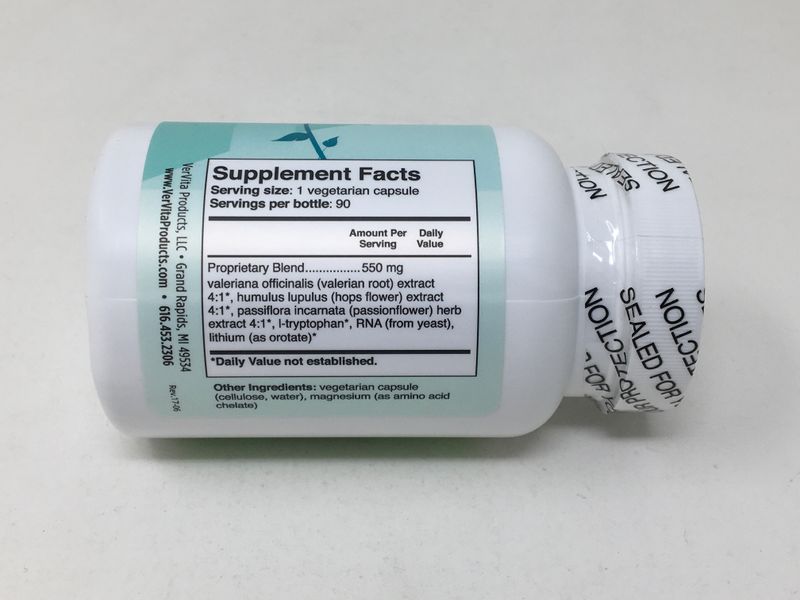 Supplement Facts
Serving size: 1 vegetarian capsule
Servings per bottle: 90
Amount Per Serving
Daily Value
Proprietary Blend................550 mg
valeriana officinalis (valerian root) extract
4:1*, humulus lupulus (hops flower) extract
4:1*, passiflora incarnata (passionflower) herb
extract 4:1*, l-tryptophan*, RNA (from yeast),
lithium (as orotate)*
*Daily Value not established.
Other Ingredients: vegetarian capsule
(cellulose, water), magnesium (as amino acid
chelate)
VerVita Products, LLC • Grand Rapids, MI 49534
www.VerVitaProducts.com • 616.453.2306
Rev.17-06
SEALED FOR